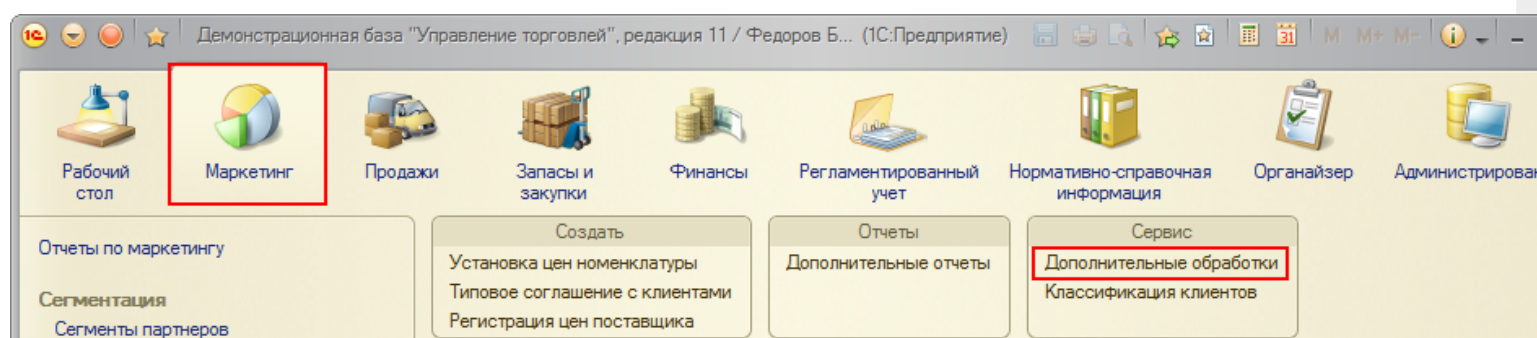 1С Демонстрационная база "Управление торговлей", редакция 11 / Федоров Б... (1С:Предприятие) 31 M M+ M-
Рабочий стол
Маркетинг
Продажи
Запасы и закупки
Финансы
Регламентированный учет
Нормативно-справочная информация
Органайзер
Администрирован
Отчеты по маркетингу
Сегментация
Сегменты партнеров
Создать
Установка цен номенклатуры
Типовое соглашение с клиентами
Регистрация цен поставщика
Отчеты
Дополнительные отчеты
Сервис
Дополнительные обработки
Классификация клиентов